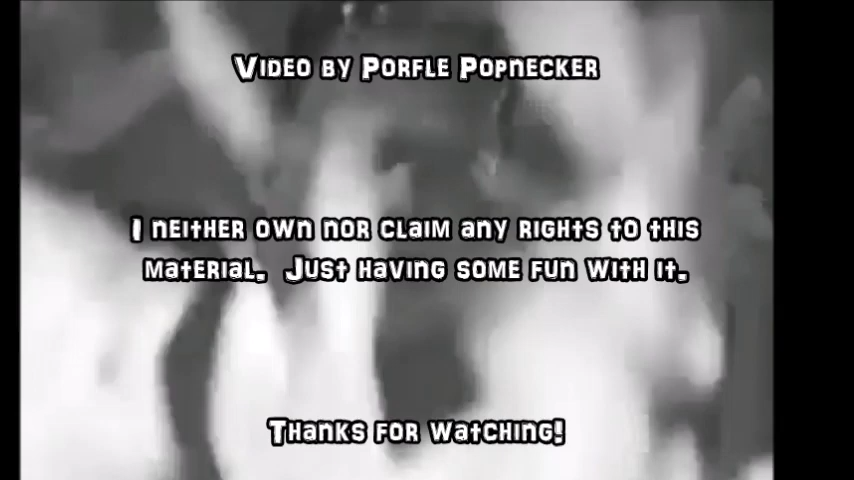 Video by Porfle Popnecker
I neither own nor claim any rights to this
material.  Just having some fun with it.
Thanks for watching!